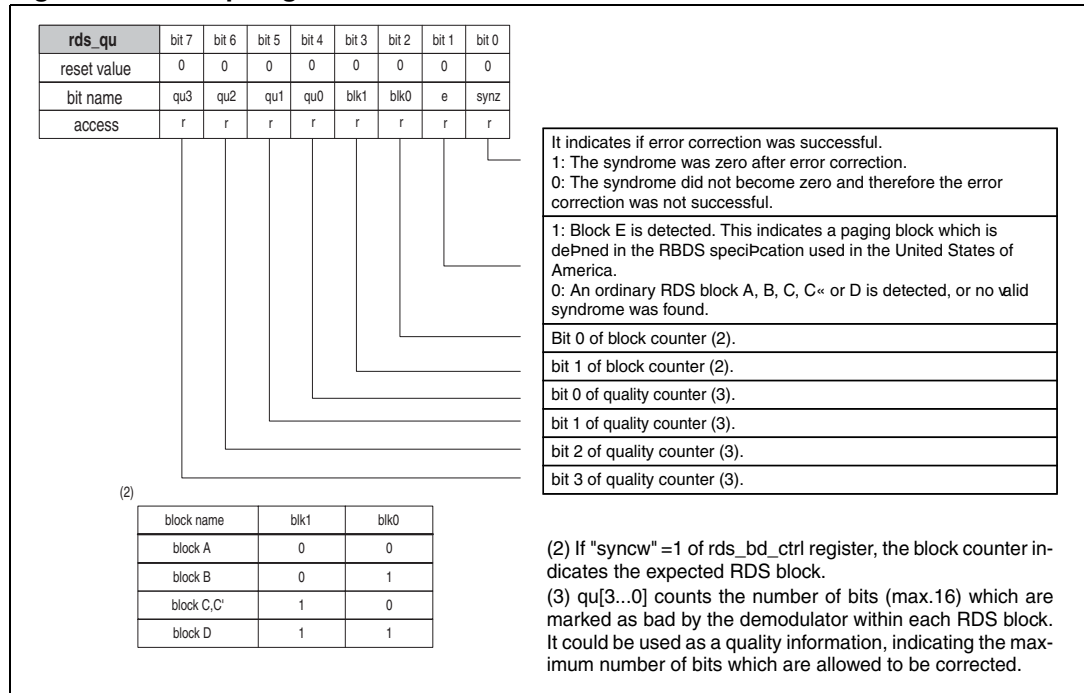 rds_qu bit 7 bit 6 bit 5 bit 4 bit 3 bit 2 bit 1 bit 0
reset value 0 0 0 0 0 0 0 0
bit name qu3 qu2 qu1 qu0 blk1 blk0 e synz
access r r r r r r r r
It indicates if error correction was successful.
1: The syndrome was zero after error correction.
0: The syndrome did not become zero and therefore the error
correction was not successful.
1: Block E is detected. This indicates a paging block which is
deÞned in the RBDS speciÞcation used in the United States of
America.
0: An ordinary RDS block A, B, C, C« or D is detected, or no valid
syndrome was found.
Bit 0 of block counter (2).
bit 1 of block counter (2).
bit 0 of quality counter (3).
bit 1 of quality counter (3).
bit 2 of quality counter (3).
bit 3 of quality counter (3).
(2)
block name blk1 blk0
block A 0 0
block B 0 1
block C,C' 1 0
block D 1 1
(2) If "syncw" =1 of rds_bd_ctrl register, the block counter in-
dicates the expected RDS block.
(3) qu[3...0] counts the number of bits (max.16) which are
marked as bad by the demodulator within each RDS block.
It could be used as a quality information, indicating the max-
imum number of bits which are allowed to be corrected.